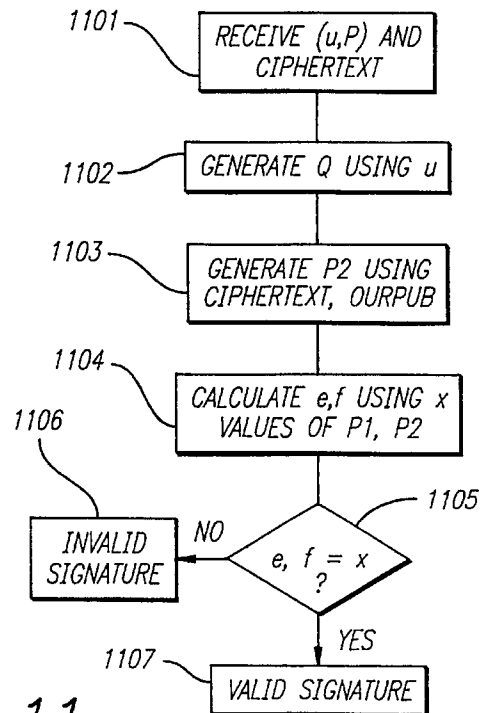 1101
RECEIVE (u,P) AND
CIPHERTEXT
1102
GENERATE Q USING u
1103
GENERATE P2 USING
CIPHERTEXT, OURPUB
1104
CALCULATE e,f USING x
VALUES OF P1, P2
1106
1105
INVALID
SIGNATURE
NO
e, f = x
?
YES
1107
VALID SIGNATURE